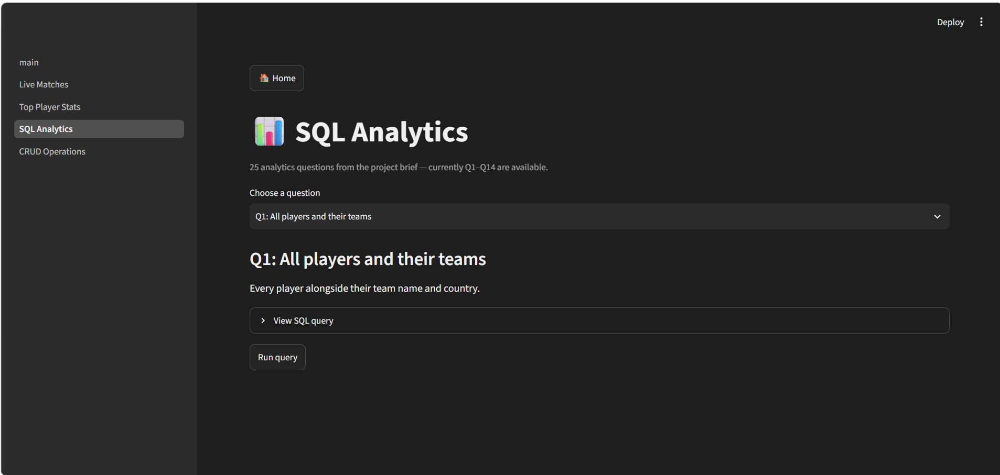 Deploy
main
Live Matches
Top Player Stats
SQL Analytics
CRUD Operations
Home
SQL Analytics
25 analytics questions from the project brief — currently Q1–Q14 are available.
Choose a question
Q1: All players and their teams
Q1: All players and their teams
Every player alongside their team name and country.
View SQL query
Run query